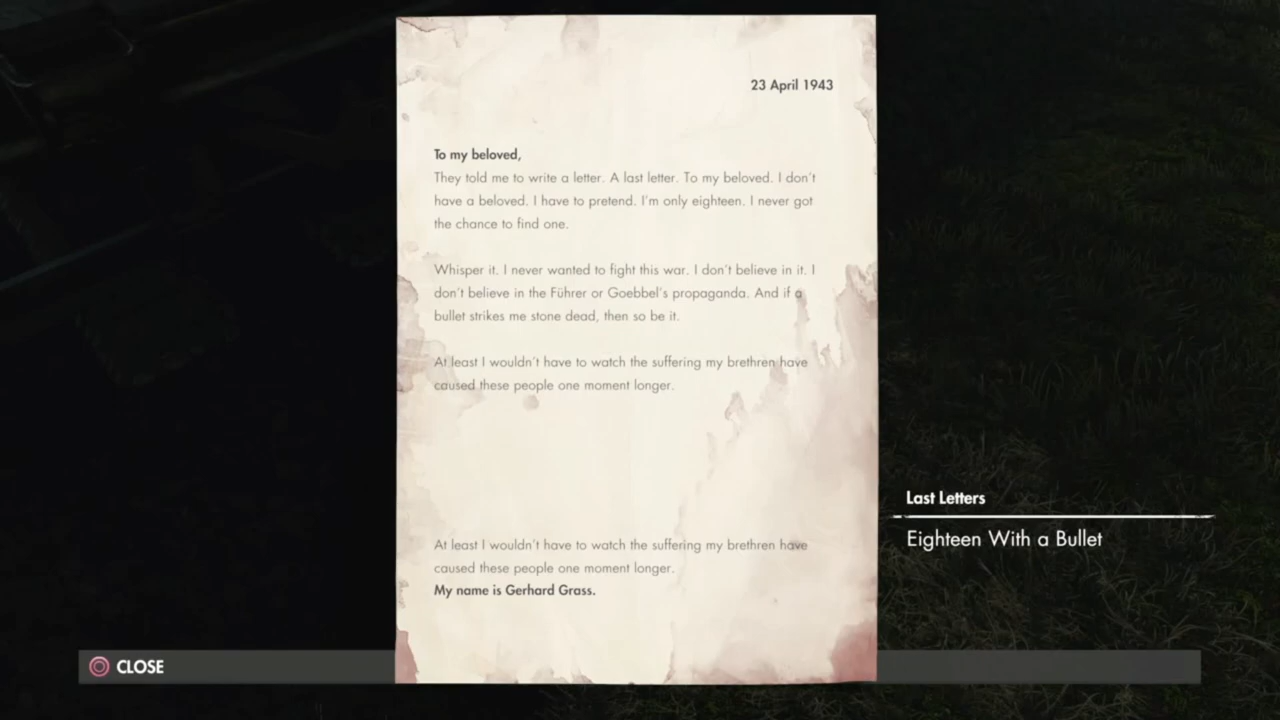 23 April 1943
To my beloved,
They told me to write a letter. A last letter. To my beloved. I don't
have a beloved. I have to pretend. I'm only eighteen. I never got
the chance to find one.
Whisper it. I never wanted to fight this war. I don't believe in it. I
don't believe in the Führer or Goebbel's propaganda. And if a
bullet strikes me stone dead, then so be it.
At least I wouldn't have to watch the suffering my brethren have
caused these people one moment longer.
At least I wouldn't have to watch the suffering my brethren have
caused these people one moment longer.
My name is Gerhard Grass.
Last Letters
Eighteen With a Bullet
CLOSE